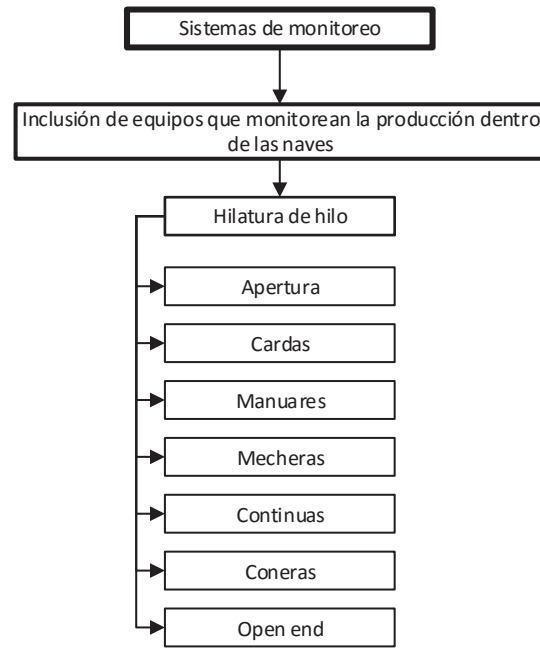 Sistemas de monitoreo
Inclusión de equipos que monitorean la producción dentro
de las naves
Hilatura de hilo
Apertura
Cardas
Manuares
Mecheras
Continuas
Coneras
Open end